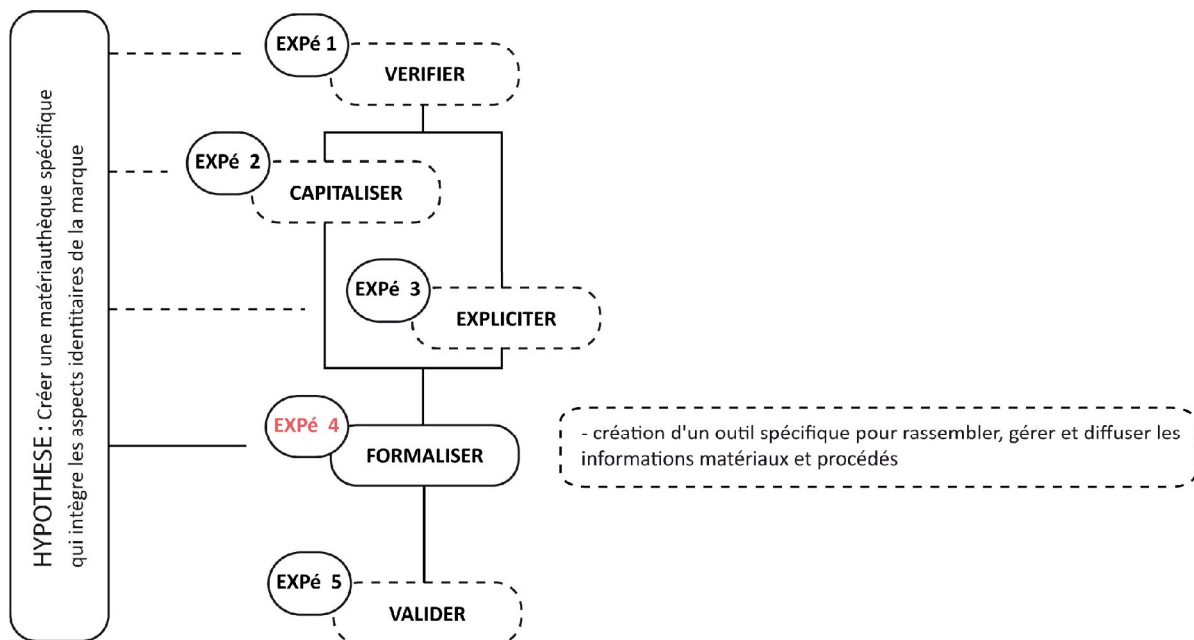 HYPOTHESE : Créer une matériauthèque spécifique
qui intègre les aspects identitaires de la marque
EXPé 1
VERIFIER
EXPé 2
CAPITALISER
EXPé 3
EXPLICITER
EXPé 4
FORMALISER
- création d'un outil spécifique pour rassembler, gérer et diffuser les
informations matériaux et procédés
EXPé 5
VALIDER